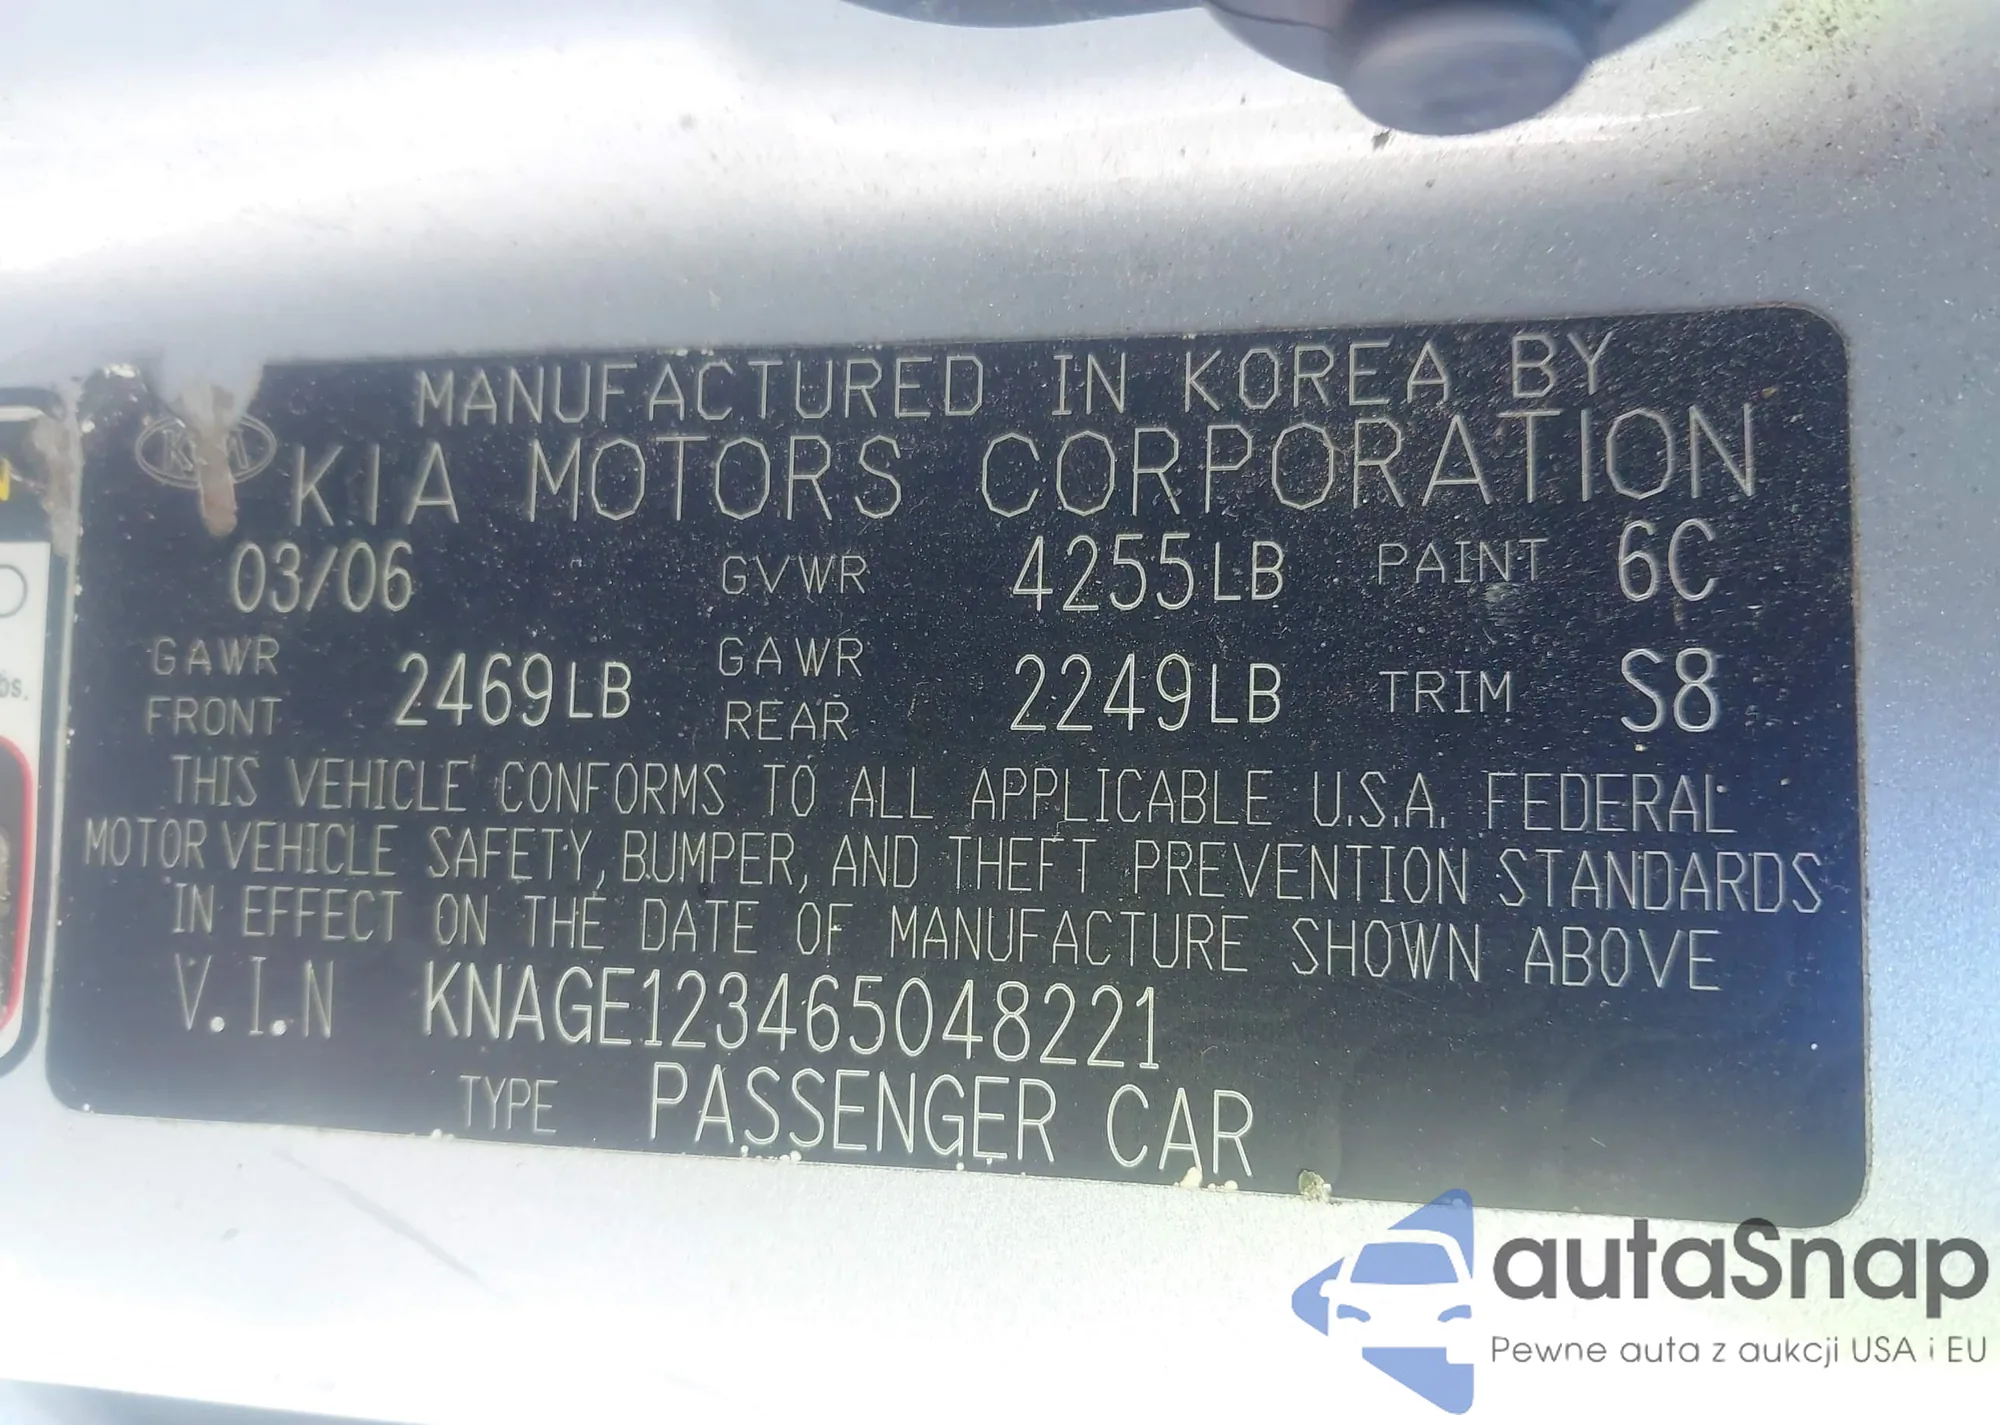 MANUFACTURED IN KOREA BY
KIA MOTORS CORPORATION
03/06 GVWR 4255LB PAINT 6C
GAWR FRONT 2469LB GAWR REAR 2249LB TRIM S8
THIS VEHICLE CONFORMS TO ALL APPLICABLE U.S.A. FEDERAL
MOTOR VEHICLE SAFETY, BUMPER, AND THEFT PREVENTION STANDARDS
IN EFFECT ON THE DATE OF MANUFACTURE SHOWN ABOVE
V.I.N KNAGE123465048221
TYPE PASSENGER CAR
autaSnap
Pewne auta z aukcji USA i EU